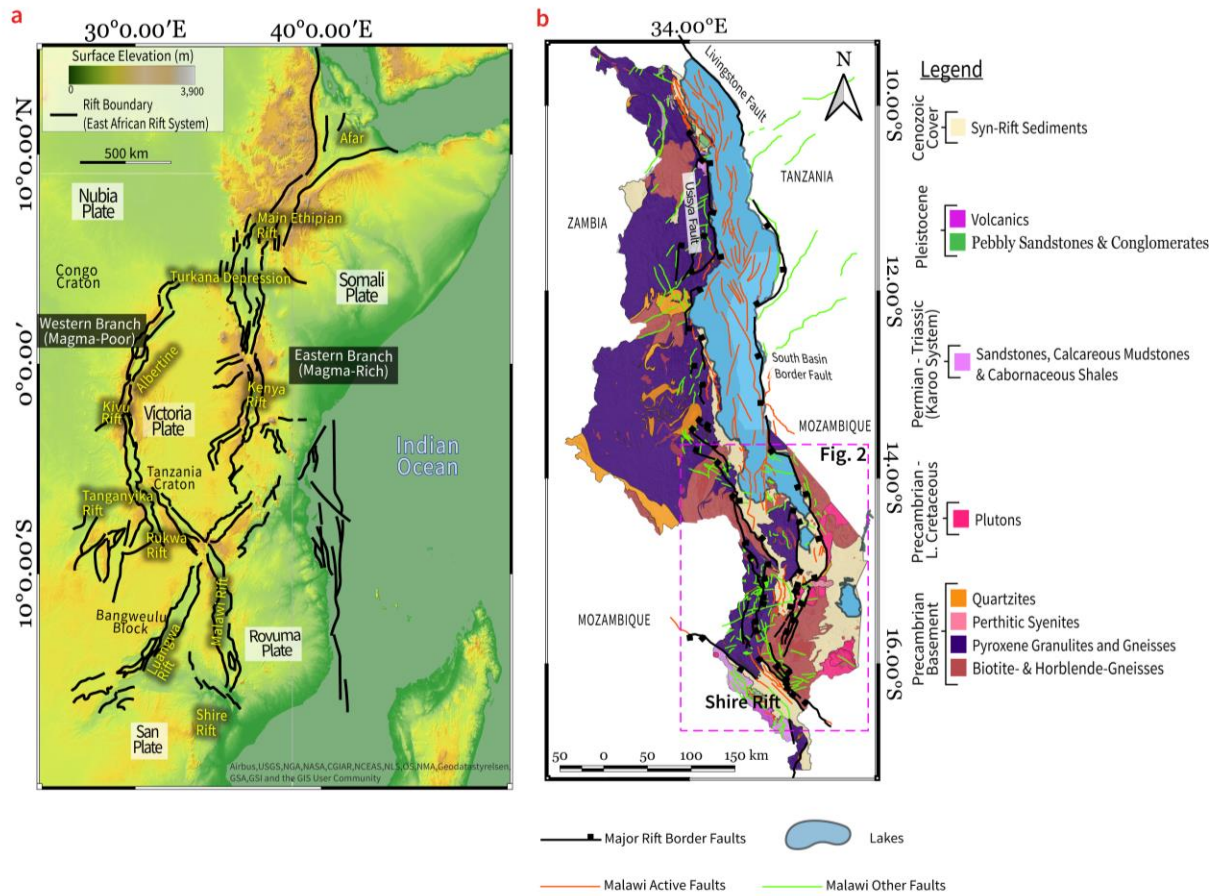 a
30°0.00′E
40°0.00′E
Surface Elevation (m)
0
3,900
Rift Boundary
(East African Rift System)
500 km
10°0.00′N
0°0.00′
10°0.00′S
Afar
Nubia
Plate
Main Ethipian
Rift
Congo
Craton
Turkana Depression
Somali
Plate
Western Branch
(Magma-Poor)
Eastern Branch
(Magma-Rich)
Albertine
Kivu
Rift
Kenya
Rift
Victoria
Plate
Indian
Ocean
Tanzania
Craton
Tanganyika
Rift
Rukwa
Rift
Bangweulu
Block
Luangwa
Rift
Malawi Rift
Rovuma
Plate
Shire
Rift
San
Plate
Airbus,USGS,NGA,NASA,CGIAR,NCEAS,NLS,OS,NMA,Geodatastyrelsen,
GSA,GSI and the GIS User Community
b
34.00°E
N
Livingstone Fault
10.00°S
TANZANIA
ZAMBIA
Usisya Fault
12.00°S
South Basin
Border Fault
MOZAMBIQUE
Fig. 2
14.00°S
MOZAMBIQUE
16.00°S
Shire Rift
50 0 50 100 150 km
Legend
Cenozoic
Cover
Syn-Rift Sediments
Pleistocene
Volcanics
Pebbly Sandstones & Conglomerates
Permian - Triassic
(Karoo System)
Sandstones, Calcareous Mudstones
& Cabornaceous Shales
Precambrian -
L. Cretaceous
Plutons
Precambrian
Basement
Quartzites
Perthitic Syenites
Pyroxene Granulites and Gneisses
Biotite- & Horblende-Gneisses
Major Rift Border Faults
Lakes
Malawi Active Faults
Malawi Other Faults